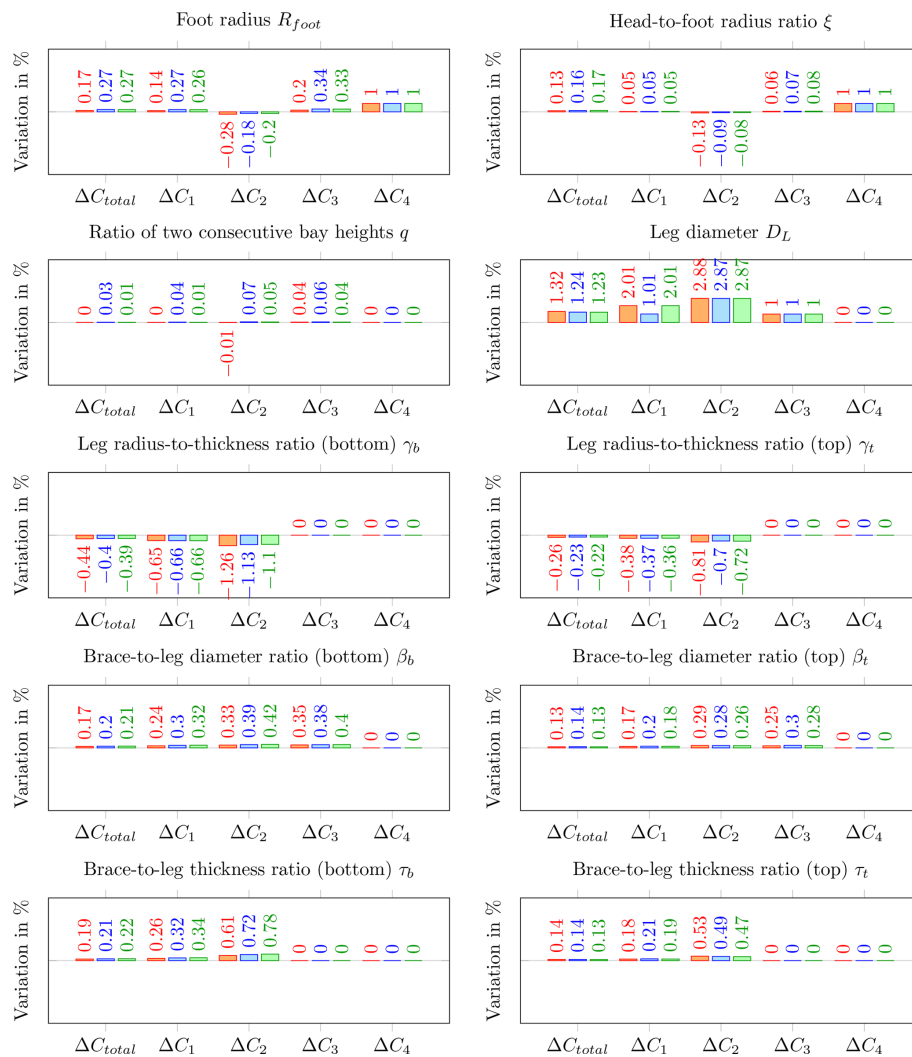 Foot radius R_foot
Variation in %
0.17 0.27 0.27 0.14 0.27 0.26 −0.28 −0.18 −0.2 0.2 0.34 0.33 1 1 1
ΔC_total ΔC_1 ΔC_2 ΔC_3 ΔC_4
Head-to-foot radius ratio ξ
Variation in %
0.13 0.16 0.17 0.05 0.05 0.05 −0.13 −0.09 −0.08 0.06 0.07 0.08 1 1 1
ΔC_total ΔC_1 ΔC_2 ΔC_3 ΔC_4
Ratio of two consecutive bay heights q
Variation in %
0 0.03 0.01 0 0.04 0.01 −0.01 0.07 0.05 0.04 0.06 0.04 0 0 0
ΔC_total ΔC_1 ΔC_2 ΔC_3 ΔC_4
Leg diameter D_L
Variation in %
1.32 1.24 1.23 2.01 1.01 2.01 2.88 2.87 2.87 1 1 1 0 0 0
ΔC_total ΔC_1 ΔC_2 ΔC_3 ΔC_4
Leg radius-to-thickness ratio (bottom) γ_b
Variation in %
−0.44 −0.4 −0.39 −0.65 −0.66 −0.66 −1.26 −1.13 −1.1 0 0 0 0 0 0
ΔC_total ΔC_1 ΔC_2 ΔC_3 ΔC_4
Leg radius-to-thickness ratio (top) γ_t
Variation in %
−0.26 −0.23 −0.22 −0.38 −0.37 −0.36 −0.81 −0.7 −0.72 0 0 0 0 0 0
ΔC_total ΔC_1 ΔC_2 ΔC_3 ΔC_4
Brace-to-leg diameter ratio (bottom) β_b
Variation in %
0.17 0.2 0.21 0.24 0.3 0.32 0.33 0.39 0.42 0.35 0.38 0.4 0 0 0
ΔC_total ΔC_1 ΔC_2 ΔC_3 ΔC_4
Brace-to-leg diameter ratio (top) β_t
Variation in %
0.13 0.14 0.13 0.17 0.2 0.18 0.29 0.28 0.26 0.25 0.3 0.28 0 0 0
ΔC_total ΔC_1 ΔC_2 ΔC_3 ΔC_4
Brace-to-leg thickness ratio (bottom) τ_b
Variation in %
0.19 0.21 0.22 0.26 0.32 0.34 0.61 0.72 0.78 0 0 0 0 0 0
ΔC_total ΔC_1 ΔC_2 ΔC_3 ΔC_4
Brace-to-leg thickness ratio (top) τ_t
Variation in %
0.14 0.14 0.13 0.18 0.21 0.19 0.53 0.49 0.47 0 0 0 0 0 0
ΔC_total ΔC_1 ΔC_2 ΔC_3 ΔC_4